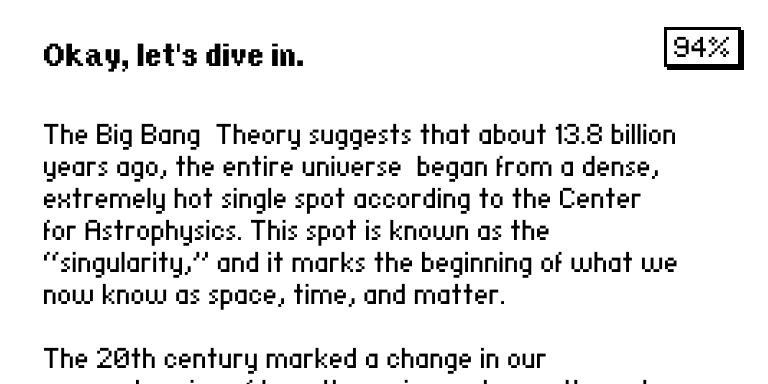 Okay, let's dive in.
94%
The Big Bang  Theory suggests that about 13.8 billion
years ago, the entire universe  began from a dense,
extremely hot single spot according to the Center
for Astrophysics. This spot is known as the
“singularity,” and it marks the beginning of what we
now know as space, time, and matter.
The 20th century marked a change in our